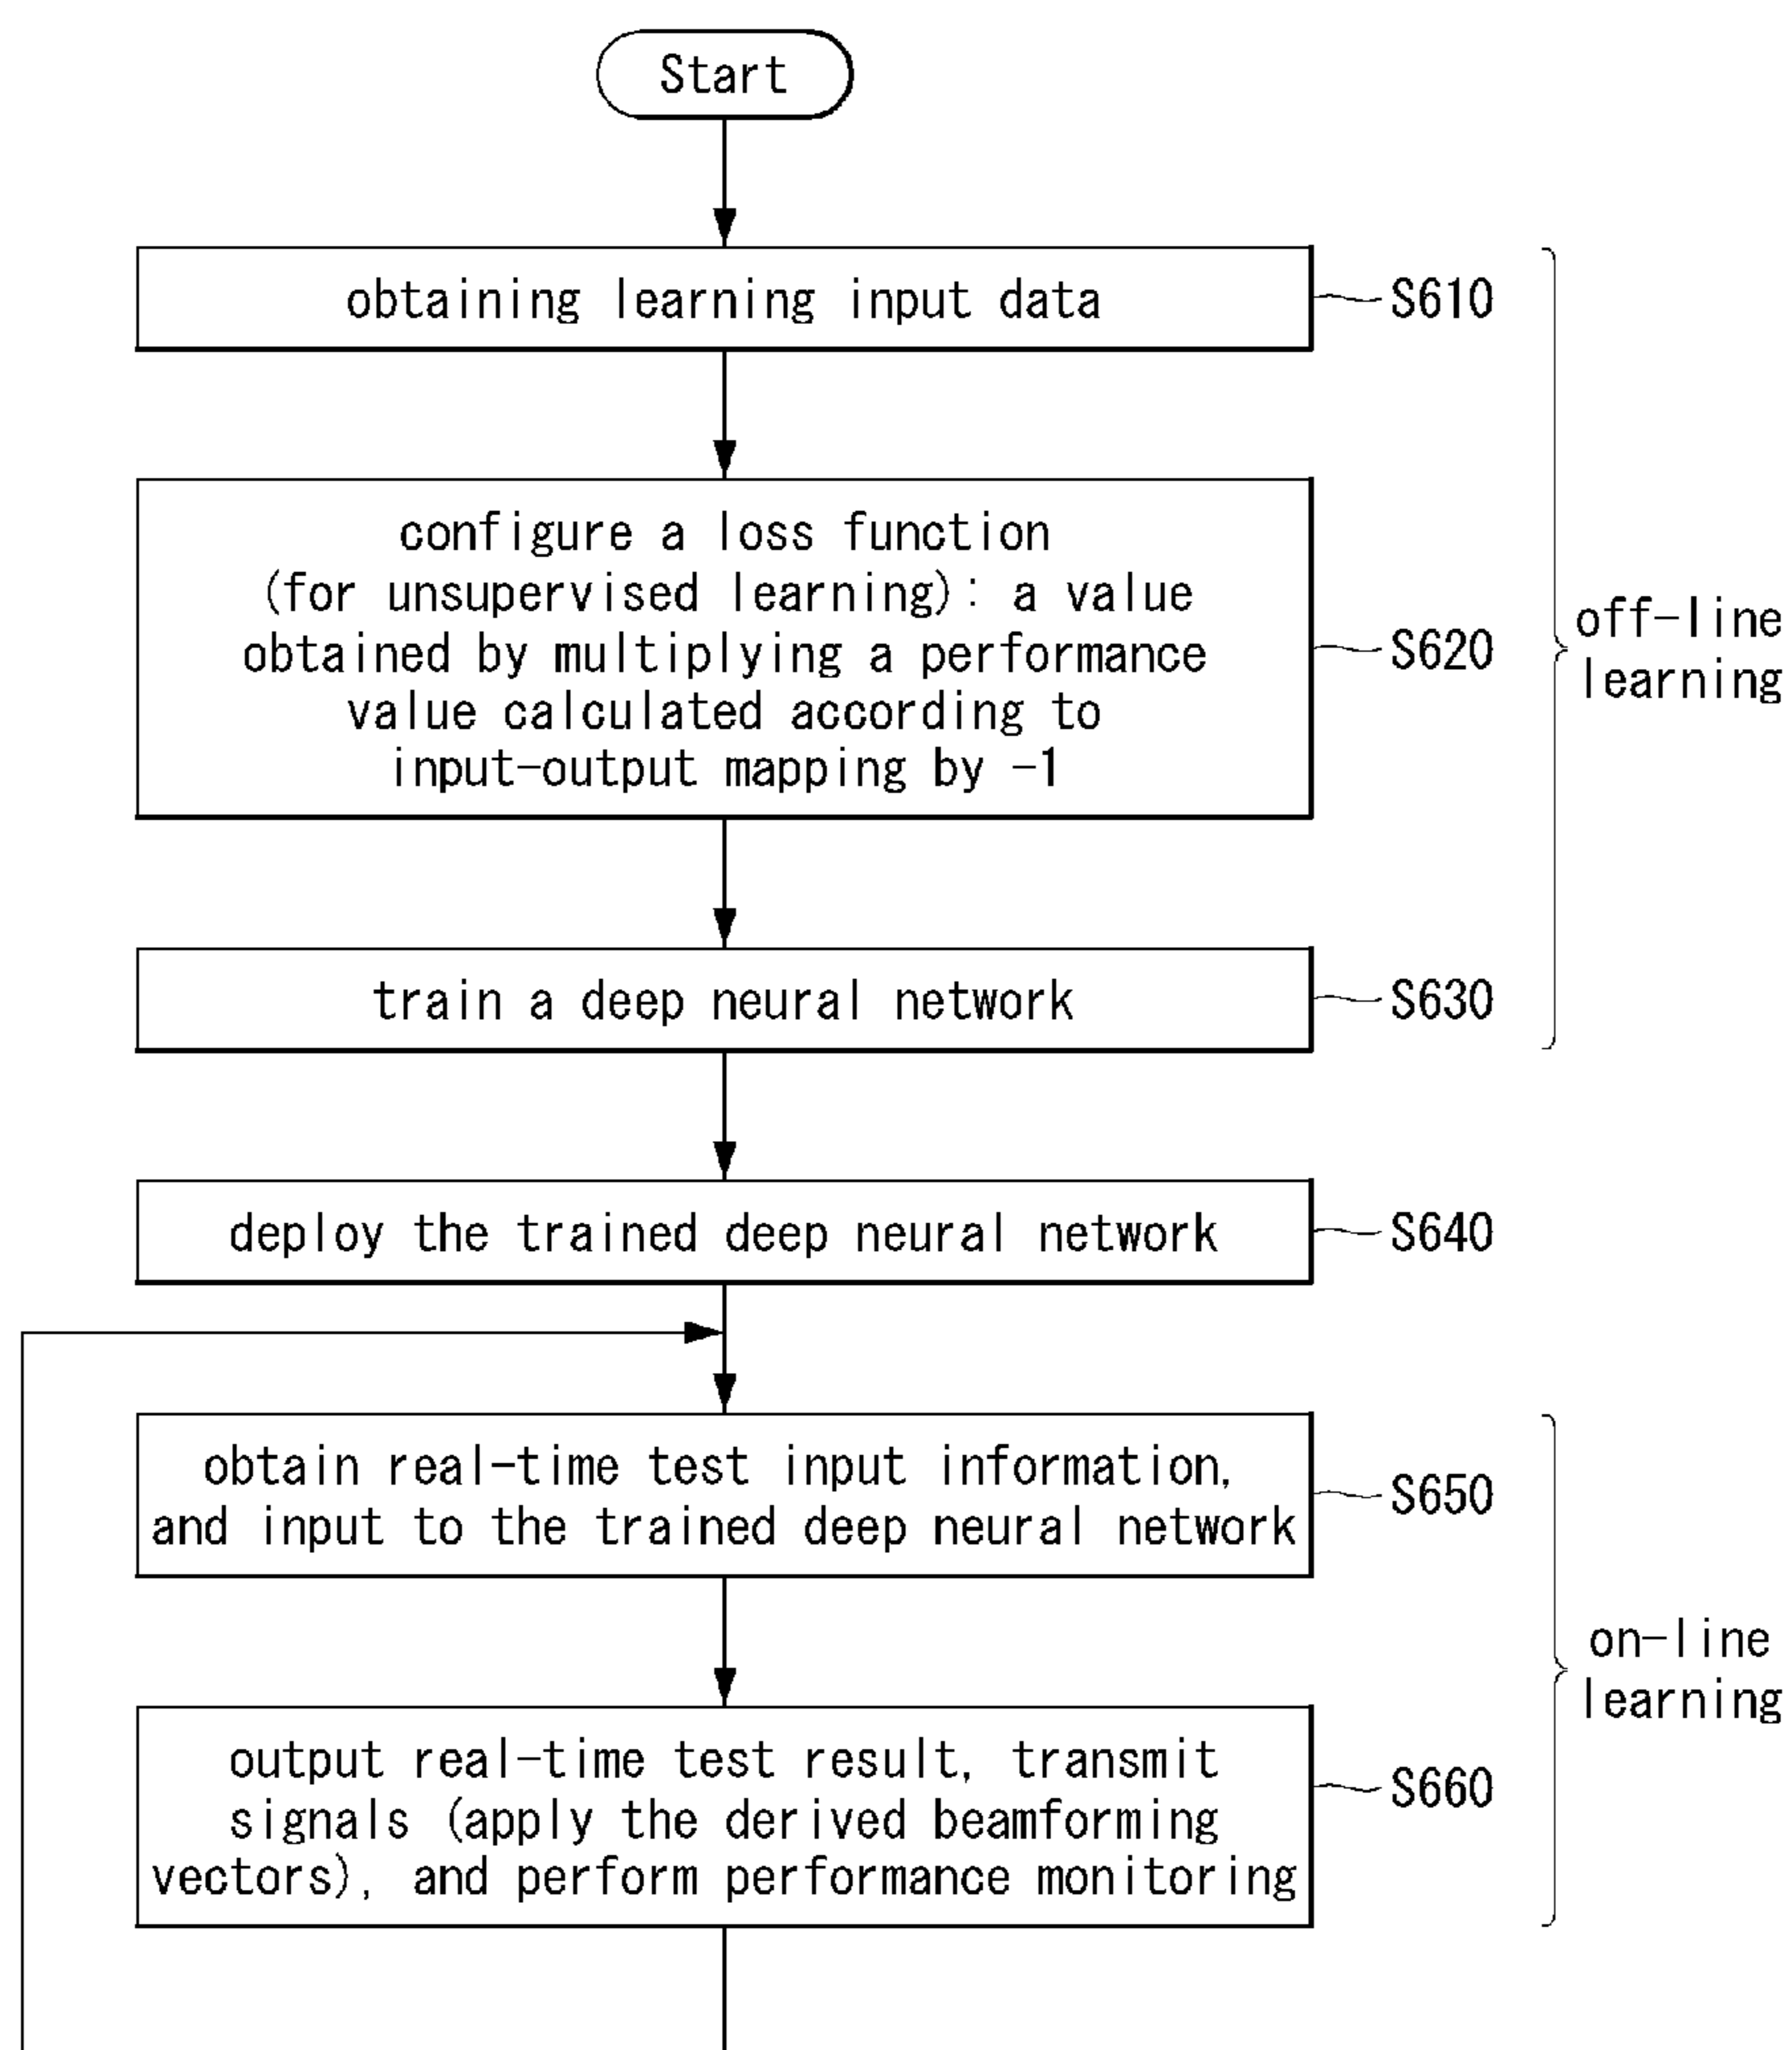 Start
obtaining learning input data
S610
configure a loss function
(for unsupervised learning): a value
obtained by multiplying a performance
value calculated according to
input-output mapping by -1
S620
off-line
learning
train a deep neural network
S630
deploy the trained deep neural network
S640
obtain real-time test input information,
and input to the trained deep neural network
S650
on-line
learning
output real-time test result, transmit
signals (apply the derived beamforming
vectors), and perform performance monitoring
S660